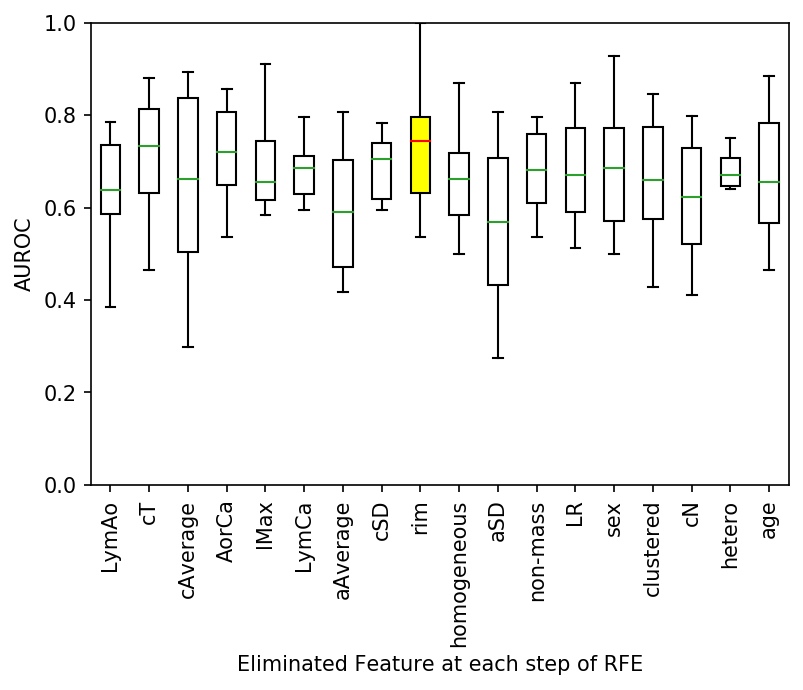 1.0
0.8
0.6
0.4
0.2
0.0
AUROC
LymAo
cT
cAverage
AorCa
lMax
LymCa
aAverage
cSD
rim
homogeneous
aSD
non-mass
LR
sex
clustered
cN
hetero
age
Eliminated Feature at each step of RFE